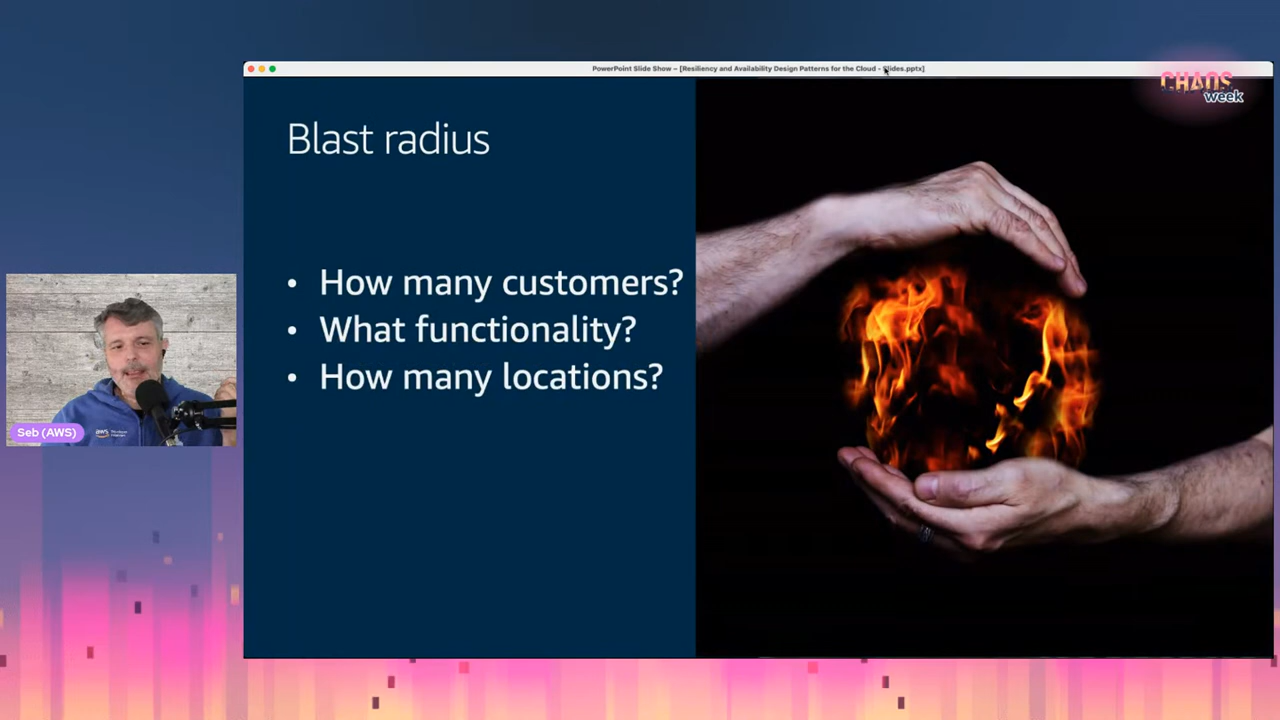 PowerPoint Slide Show – [Resiliency and Availability Design Patterns for the Cloud - Slides.pptx]
CHAOS
week
Blast radius
• How many customers?
• What functionality?
• How many locations?
Seb (AWS)
aws